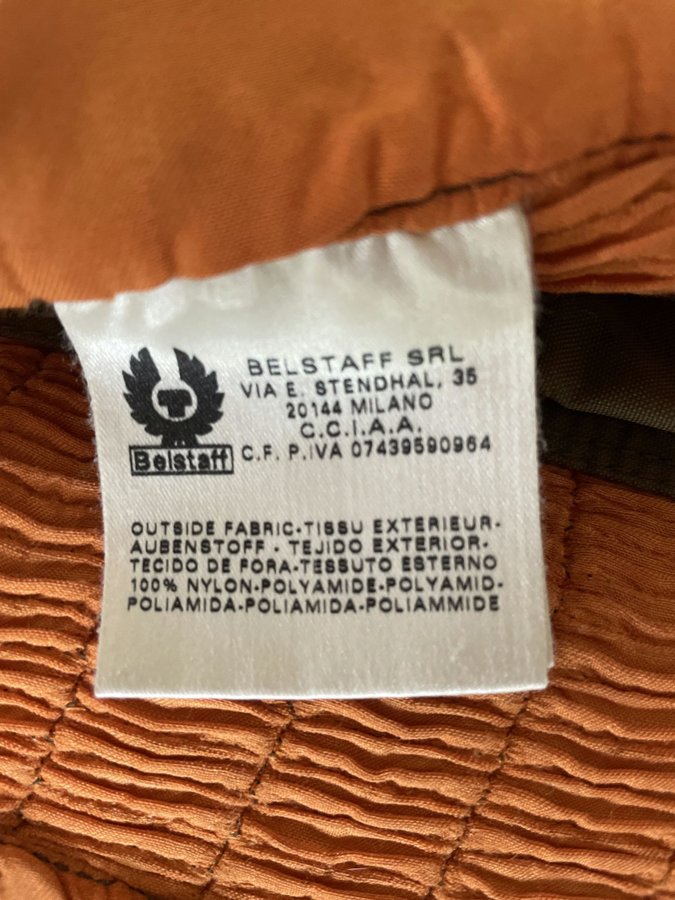 BELSTAFF SRL
VIA E. STENDHAL, 35
20144 MILANO
C.C.I.A.A.
C.F. P.IVA 07439590964
Belstaff
OUTSIDE FABRIC-TISSU EXTERIEUR-
AUBENSTOFF - TEJIDO EXTERIOR-
TECIDO DE FORA-TESSUTO ESTERNO
100% NYLON-POLYAMIDE-POLYAMID-
POLIAMIDA-POLIAMIDA-POLIAMMIDE